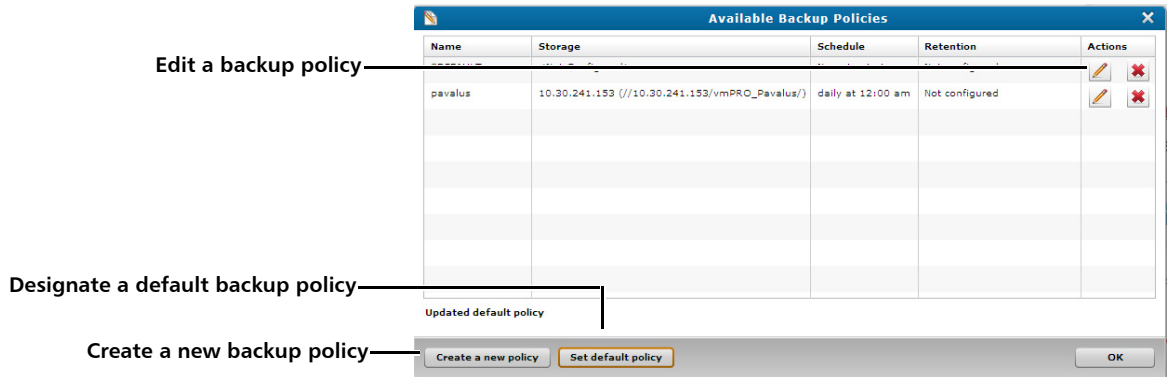 Available Backup Policies
Name Storage Schedule Retention Actions
Edit a backup policy
pavalus 10.30.241.153 (//10.30.241.153/vmPRO_Pavalus/) daily at 12:00 am Not configured
Designate a default backup policy
Updated default policy
Create a new backup policy
Create a new policy Set default policy OK